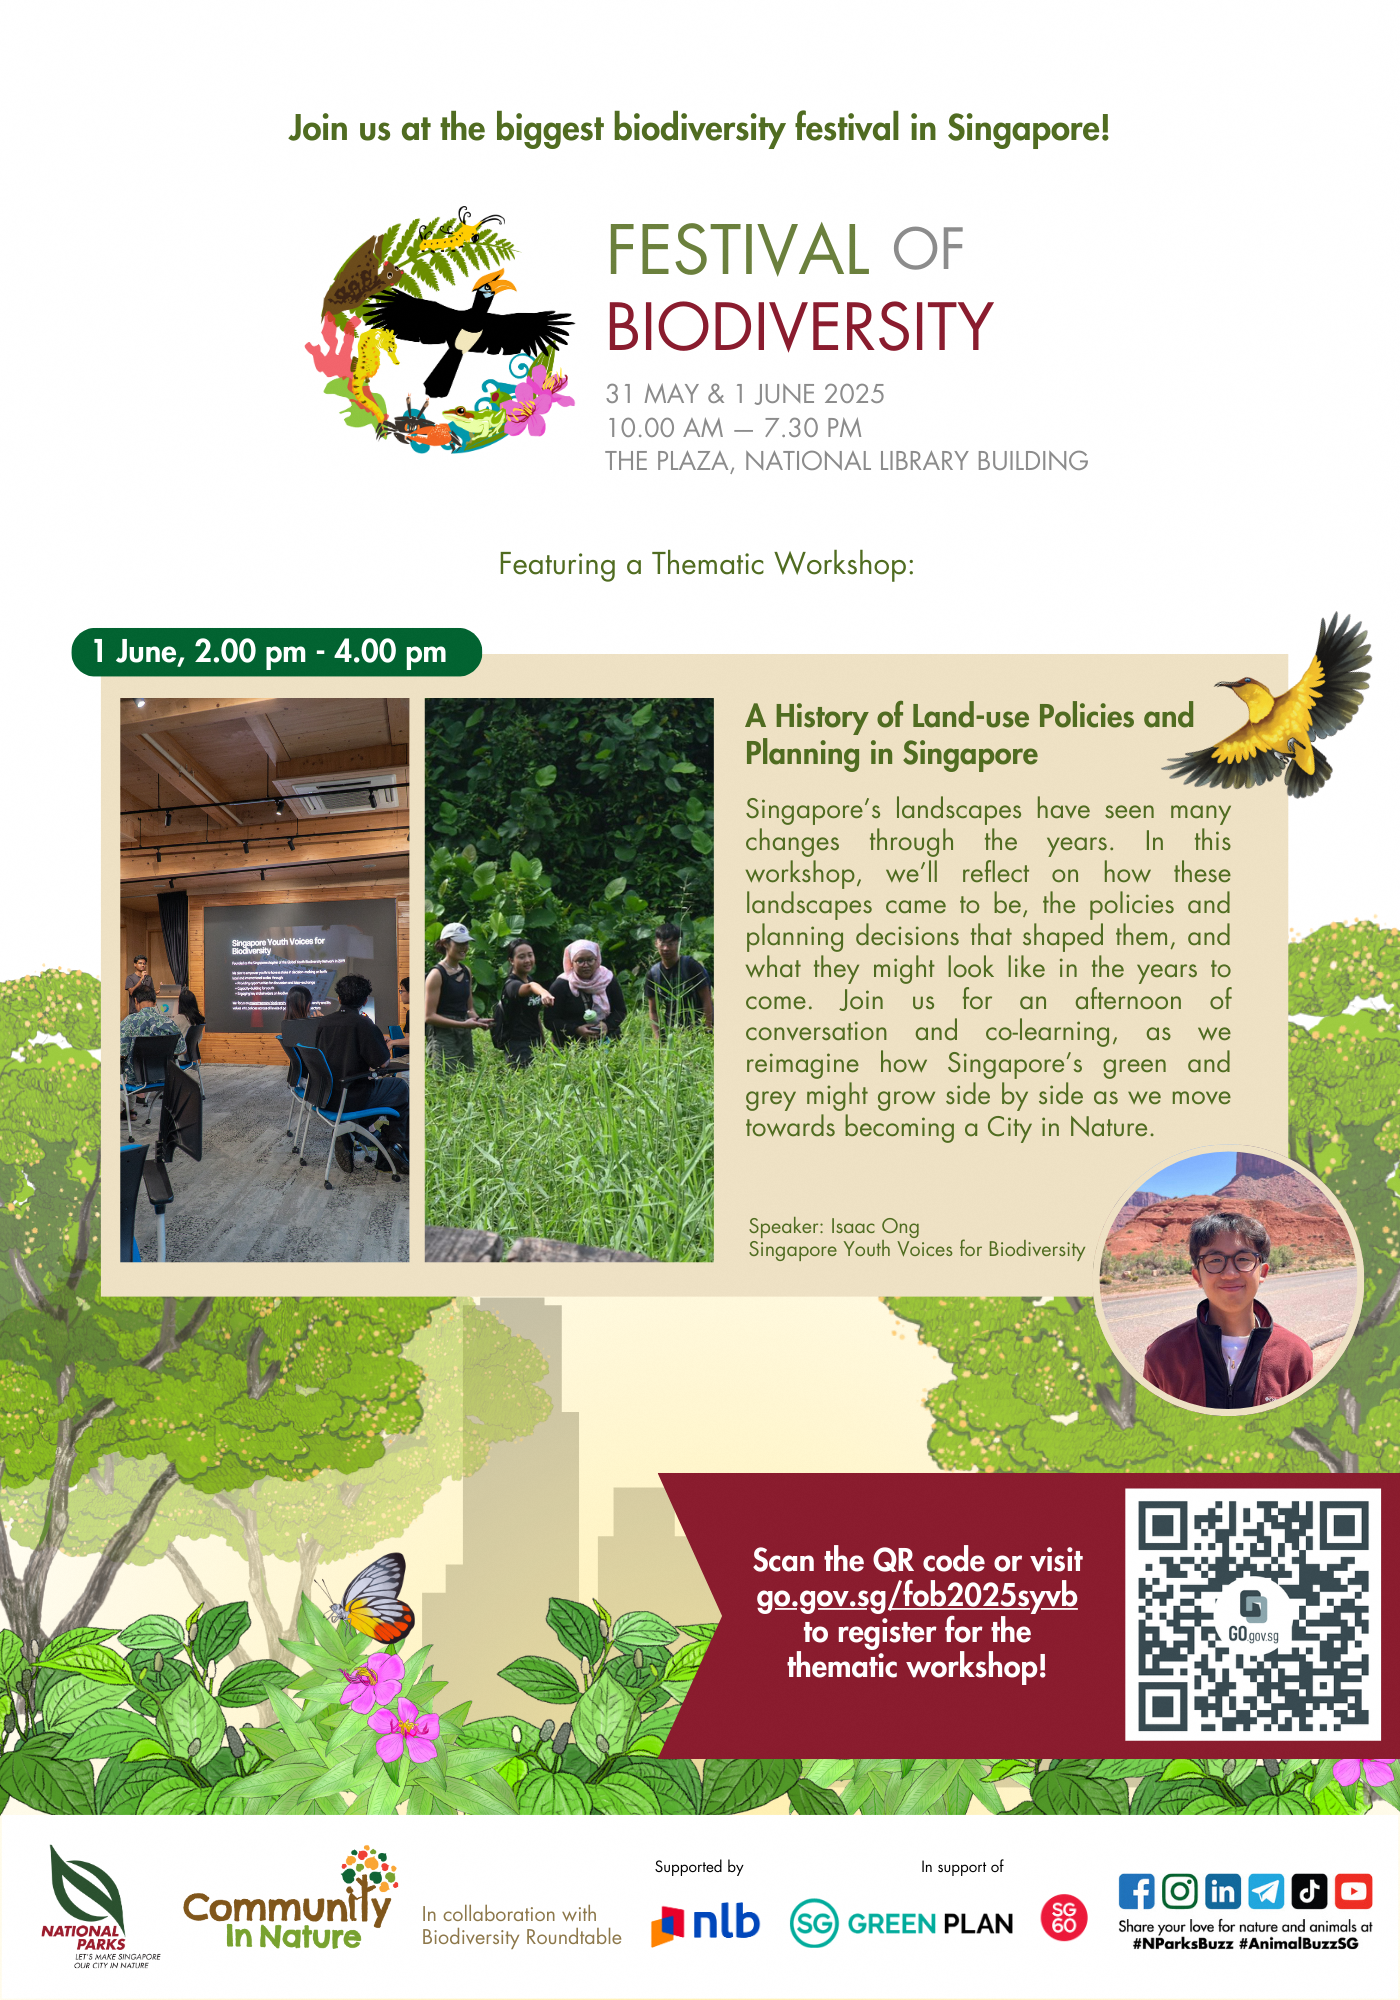 Join us at the biggest biodiversity festival in Singapore!
FESTIVAL OF
BIODIVERSITY
31 MAY & 1 JUNE 2025
10.00 AM — 7.30 PM
THE PLAZA, NATIONAL LIBRARY BUILDING
Featuring a Thematic Workshop:
1 June, 2.00 pm - 4.00 pm
Singapore Youth Voices for
Biodiversity
A History of Land-use Policies and
Planning in Singapore
Singapore's landscapes have seen many
changes through the years. In this
workshop, we'll reflect on how these
landscapes came to be, the policies and
planning decisions that shaped them, and
what they might look like in the years to
come. Join us for an afternoon of
conversation and co-learning, as we
reimagine how Singapore's green and
grey might grow side by side as we move
towards becoming a City in Nature.
Speaker: Isaac Ong
Singapore Youth Voices for Biodiversity
Scan the QR code or visit
go.gov.sg/fob2025syvb
to register for the
thematic workshop!
GO.gov.sg
NATIONAL
PARKS
LET'S MAKE SINGAPORE
OUR CITY IN NATURE
Community
In Nature
In collaboration with
Biodiversity Roundtable
Supported by
nlb
In support of
SG GREEN PLAN
SG
60
Share your love for nature and animals at
#NParksBuzz #AnimalBuzzSG